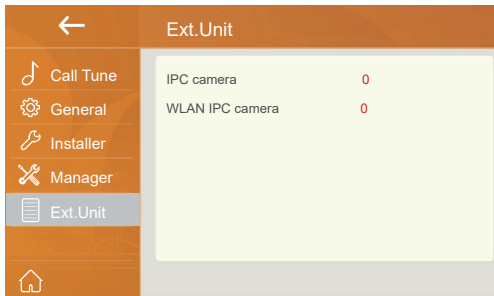 Ext.Unit
Call Tune
General
Installer
Manager
Ext.Unit
IPC camera 0
WLAN IPC camera 0